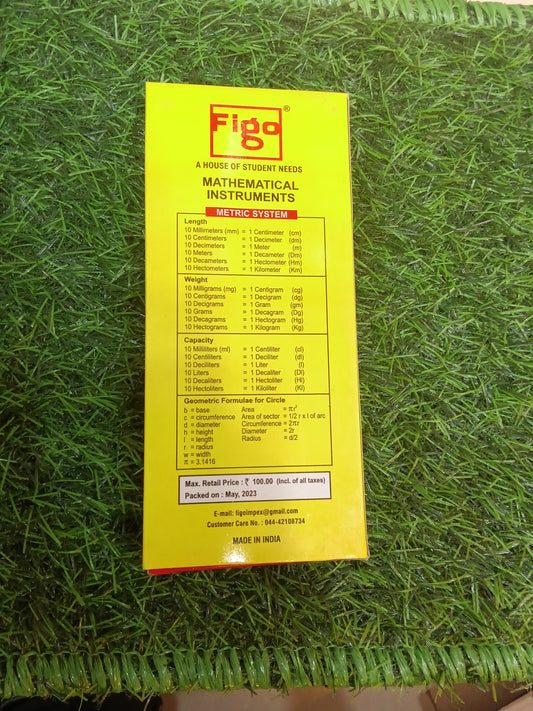 Figo ®
A HOUSE OF STUDENT NEEDS
MATHEMATICAL
INSTRUMENTS
METRIC SYSTEM
Length
10 Millimeters (mm) = 1 Centimeter (cm)
10 Centimeters = 1 Decimeter (dm)
10 Decimeters = 1 Meter (m)
10 Meters = 1 Decameter (Dm)
10 Decameters = 1 Hectometer (Hm)
10 Hectometers = 1 Kilometer (Km)
Weight
10 Milligrams (mg) = 1 Centigram (cg)
10 Centigrams = 1 Decigram (dg)
10 Decigrams = 1 Gram (gm)
10 Grams = 1 Decagram (Dg)
10 Decagrams = 1 Hectogram (Hg)
10 Hectograms = 1 Kilogram (Kg)
Capacity
10 Milliliters (ml) = 1 Centiliter (cl)
10 Centiliters = 1 Deciliter (dl)
10 Deciliters = 1 Liter (l)
10 Liters = 1 Decaliter (Dl)
10 Decaliters = 1 Hectoliter (Hl)
10 Hectoliters = 1 Kiloliter (Kl)
Geometric Formulae for Circle
b = base Area = πr²
c = circumference Area of sector = 1/2 r x l of arc
d = diameter Circumference = 2πr
h = height Diameter = 2r
l = length Radius = d/2
r = radius
w = width
π = 3.1416
Max. Retail Price : ₹ 100.00 (Incl. of all taxes)
Packed on : May, 2023
E-mail: figoimpex@gmail.com
Customer Care No. : 044-42108734
MADE IN INDIA